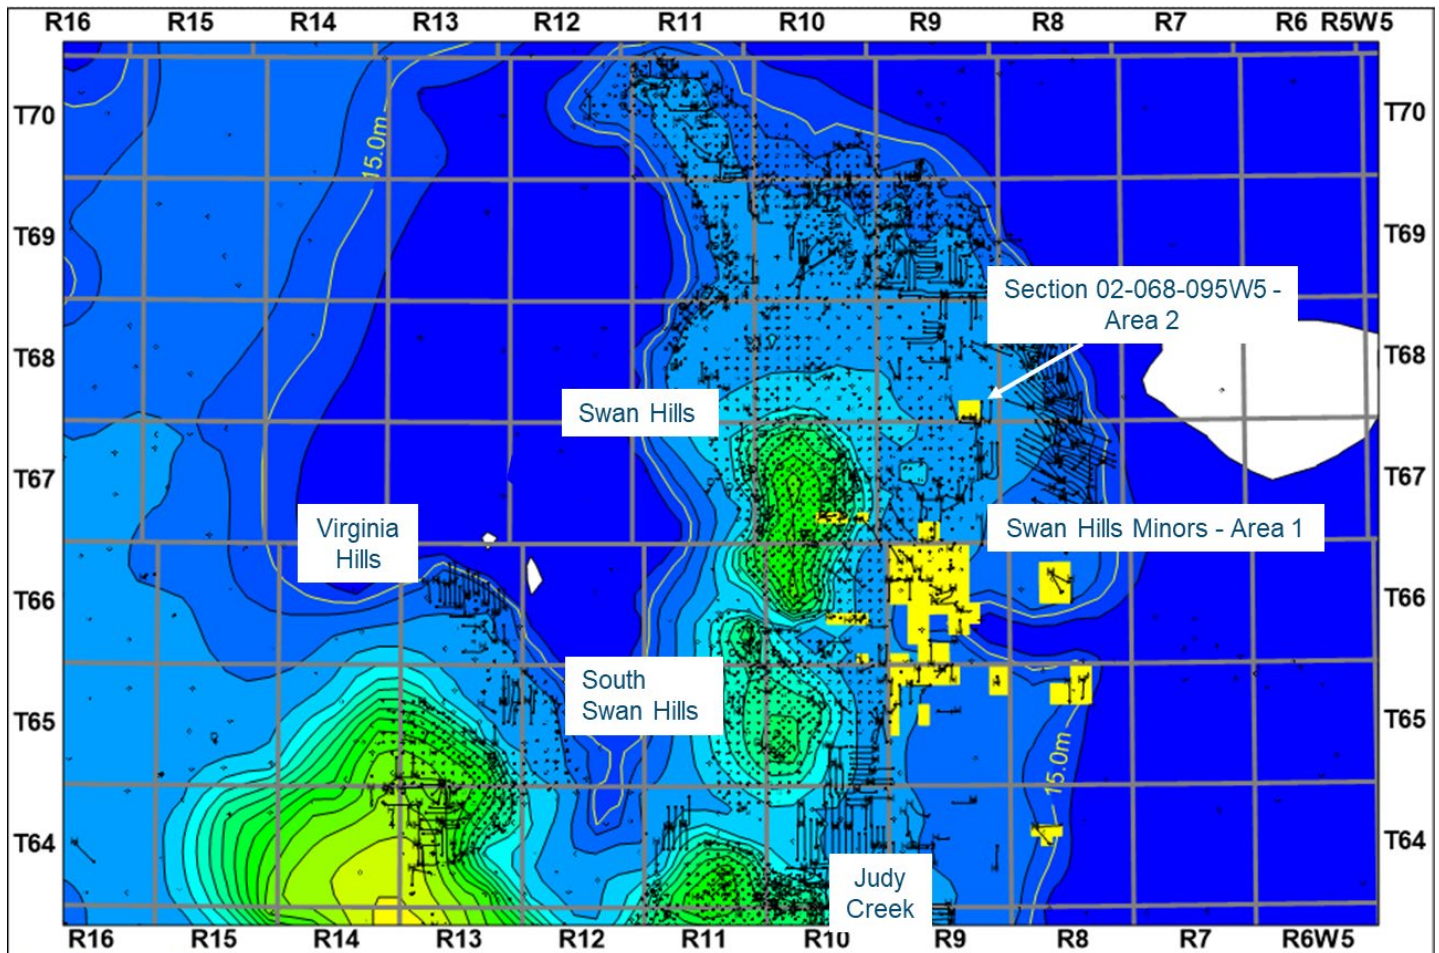 R16 R15 R14 R13 R12 R11 R10 R9 R8 R7 R6 R5W5
T70 T70
15.0m
T69 T69
Section 02-068-095W5 -
Area 2
T68 T68
Swan Hills
T67 T67
Virginia
Hills
Swan Hills Minors - Area 1
T66 T66
South
Swan Hills
T65 T65
15.0m
T64 T64
Judy
Creek
R16 R15 R14 R13 R12 R11 R10 R9 R8 R7 R6W5